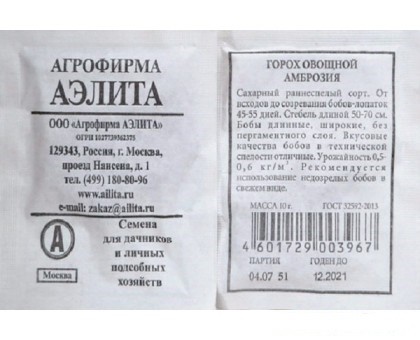 АГРОФИРМА
АЭЛИТА
ООО «Агрофирма АЭЛИТА»
ОГРН
129343, Россия, г. Москва,
проезд Нансена, д. 1
Тел. (499) 180-80-96
www.ailita.ru
e-mail: zakaz@ailita.ru
А
Москва
Семена
для дачников
и личных
подсобных
хозяйств
ГОРОХ ОВОЩНОЙ
АМБРОЗИЯ
Сахарный раннеспелый сорт. От
всходов до созревания бобов-лопаток
45-55 дней. Стебель длиной 50-70 см.
Бобы длинные, широкие, без
пергаментного слоя. Вкусовые
качества бобов в технической
спелости отличные. Урожайность 0,5-
0,6 кг/м². Рекомендуется
использование недозрелых бобов в
свежем виде.
МАССА 10 г. ГОСТ 32592-2013
4 601729 003967
ПАРТИЯ ГОДЕН ДО
04.07 51 12.2021